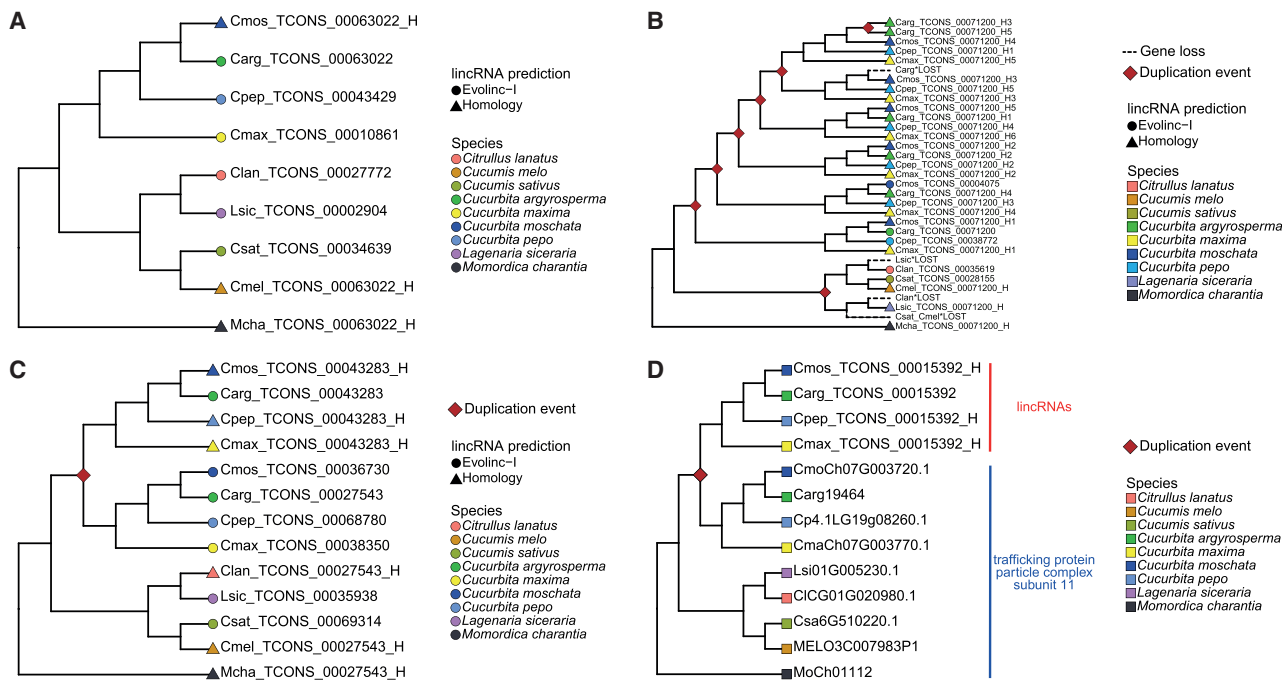 A
Cmos_TCONS_00063022_H
Carg_TCONS_00063022
Cpep_TCONS_00043429
Cmax_TCONS_00010861
Clan_TCONS_00027772
Lsic_TCONS_00002904
Csat_TCONS_00034639
Cmel_TCONS_00063022_H
Mcha_TCONS_00063022_H
lincRNA prediction
Evolinc-I
Homology
Species
Citrullus lanatus
Cucumis melo
Cucumis sativus
Cucurbita argyrosperma
Cucurbita maxima
Cucurbita moschata
Cucurbita pepo
Lagenaria siceraria
Momordica charantia
B
Carg_TCONS_00071200_H3
Carg_TCONS_00071200_H5
Cmos_TCONS_00071200_H4
Cpep_TCONS_00071200_H1
Cmax_TCONS_00071200_H5
Carg*LOST
Cmos_TCONS_00071200_H3
Cpep_TCONS_00071200_H5
Cmax_TCONS_00071200_H3
Cmos_TCONS_00071200_H5
Carg_TCONS_00071200_H1
Cpep_TCONS_00071200_H4
Cmax_TCONS_00071200_H6
Cmos_TCONS_00071200_H2
Carg_TCONS_00071200_H2
Cpep_TCONS_00071200_H2
Cmax_TCONS_00071200_H2
Cmos_TCONS_00004075
Carg_TCONS_00071200_H4
Cpep_TCONS_00071200_H3
Cmax_TCONS_00071200_H4
Cmos_TCONS_00071200_H1
Carg_TCONS_00071200
Cpep_TCONS_00038772
Cmax_TCONS_00071200_H1
Lsic*LOST
Clan_TCONS_00035619
Csat_TCONS_00028155
Cmel_TCONS_00071200_H
Clan*LOST
Lsic_TCONS_00071200_H
Csat_Cmel*LOST
Mcha_TCONS_00071200_H
Gene loss
Duplication event
lincRNA prediction
Evolinc-I
Homology
Species
Citrullus lanatus
Cucumis melo
Cucumis sativus
Cucurbita argyrosperma
Cucurbita maxima
Cucurbita moschata
Cucurbita pepo
Lagenaria siceraria
Momordica charantia
C
Cmos_TCONS_00043283_H
Carg_TCONS_00043283
Cpep_TCONS_00043283_H
Cmax_TCONS_00043283_H
Cmos_TCONS_00036730
Carg_TCONS_00027543
Cpep_TCONS_00068780
Cmax_TCONS_00038350
Clan_TCONS_00027543_H
Lsic_TCONS_00035938
Csat_TCONS_00069314
Cmel_TCONS_00027543_H
Mcha_TCONS_00027543_H
Duplication event
lincRNA prediction
Evolinc-I
Homology
Species
Citrullus lanatus
Cucumis melo
Cucumis sativus
Cucurbita argyrosperma
Cucurbita maxima
Cucurbita moschata
Cucurbita pepo
Lagenaria siceraria
Momordica charantia
D
Cmos_TCONS_00015392_H
Carg_TCONS_00015392
Cpep_TCONS_00015392_H
Cmax_TCONS_00015392_H
CmoCh07G003720.1
Carg19464
Cp4.1LG19g08260.1
CmaCh07G003770.1
Lsi01G005230.1
ClCG01G020980.1
Csa6G510220.1
MELO3C007983P1
MoCh01112
lincRNAs
trafficking protein
particle complex
subunit 11
Duplication event
Species
Citrullus lanatus
Cucumis melo
Cucumis sativus
Cucurbita argyrosperma
Cucurbita maxima
Cucurbita moschata
Cucurbita pepo
Lagenaria siceraria
Momordica charantia